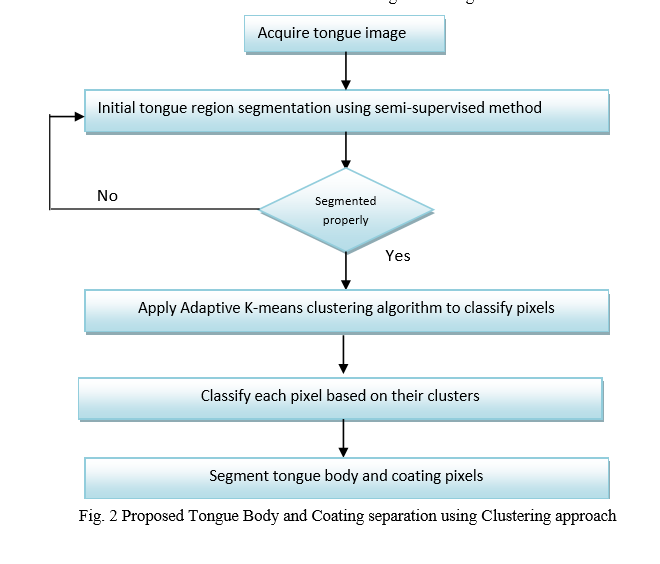 Acquire tongue image
Initial tongue region segmentation using semi-supervised method
Segmented
properly
No
Yes
Apply Adaptive K-means clustering algorithm to classify pixels
Classify each pixel based on their clusters
Segment tongue body and coating pixels
Fig. 2 Proposed Tongue Body and Coating separation using Clustering approach